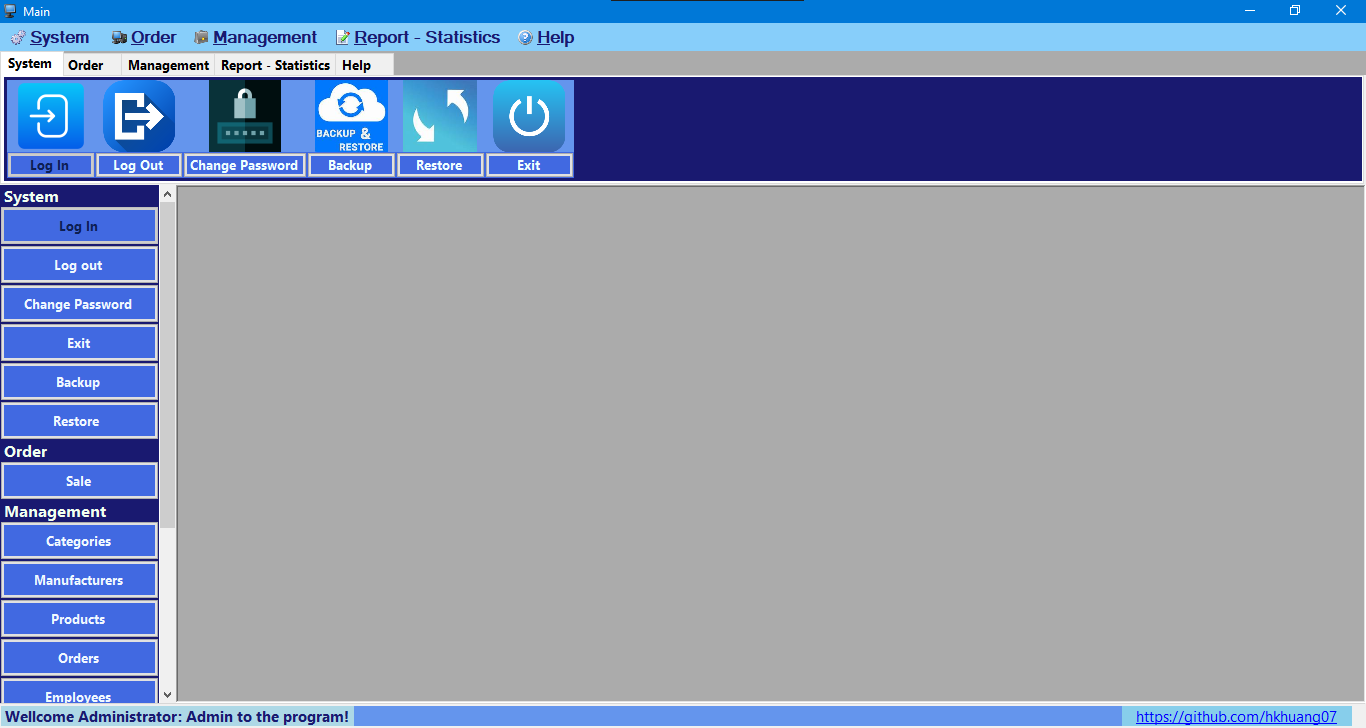 Main
System Order Management Report - Statistics Help
System Order Management Report - Statistics Help
BACKUP &
RESTORE
Log In Log Out Change Password Backup Restore Exit
System
Log In
Log out
Change Password
Exit
Backup
Restore
Order
Sale
Management
Categories
Manufacturers
Products
Orders
Employees
Wellcome Administrator: Admin to the program! https://github.com/hkhuang07